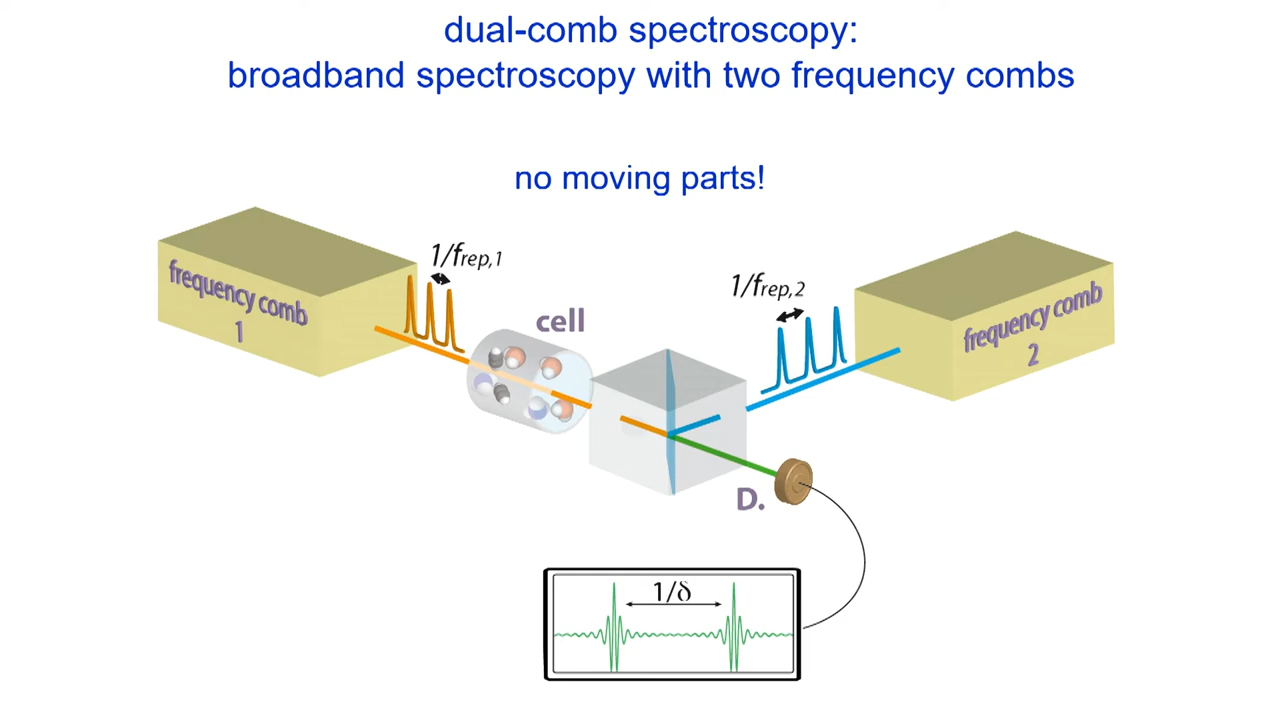 dual-comb spectroscopy:
broadband spectroscopy with two frequency combs
no moving parts!
frequency comb
1
1/frep,1
cell
1/frep,2
frequency comb
2
D.
1/δ